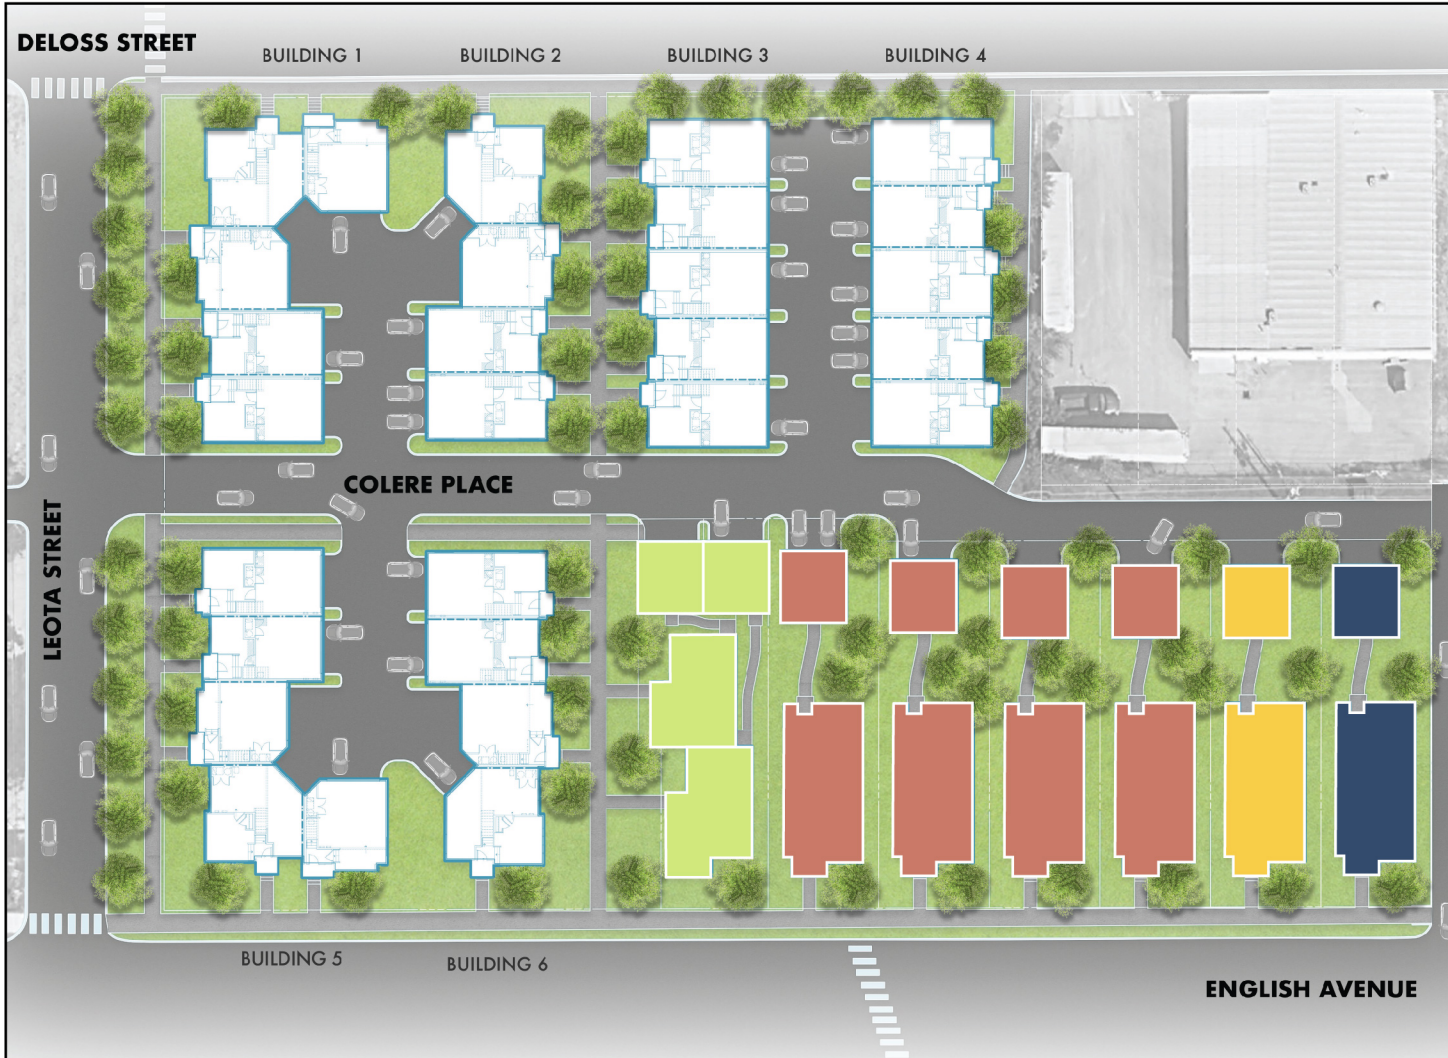 DELOSS STREET
BUILDING 1
BUILDING 2
BUILDING 3
BUILDING 4
COLERE PLACE
LEOTA STREET
BUILDING 5
BUILDING 6
ENGLISH AVENUE